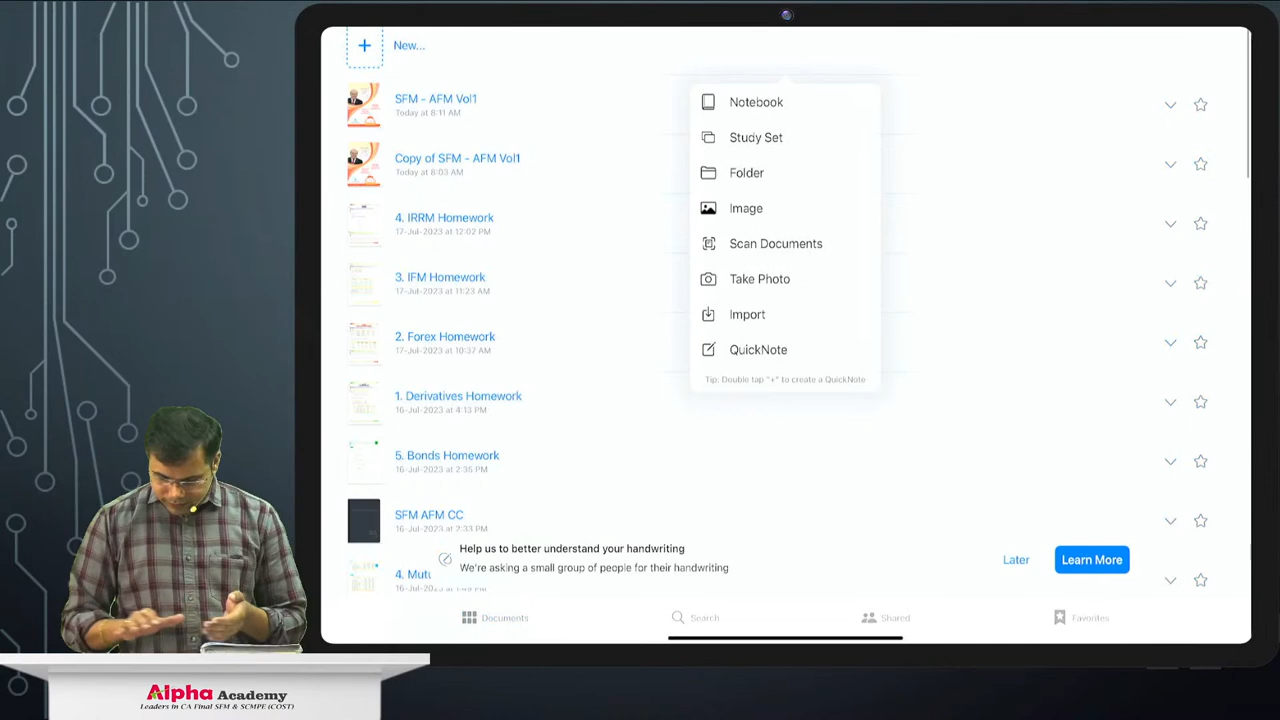 New...
SFM - AFM Vol1
Today at 8:11 AM
Copy of SFM - AFM Vol1
Today at 8:03 AM
4. IRRM Homework
17-Jul-2023 at 12:02 PM
3. IFM Homework
17-Jul-2023 at 11:23 AM
2. Forex Homework
17-Jul-2023 at 10:37 AM
1. Derivatives Homework
16-Jul-2023 at 4:13 PM
5. Bonds Homework
16-Jul-2023 at 2:35 PM
SFM AFM CC
16-Jul-2023 at 2:33 PM
4. Mutu
Notebook
Study Set
Folder
Image
Scan Documents
Take Photo
Import
QuickNote
Tip: Double tap "+" to create a QuickNote
Help us to better understand your handwriting
We're asking a small group of people for their handwriting
Later
Learn More
Documents
Search
Shared
Favorites
Alpha Academy
Leaders in CA Final SFM & SCMPE (COST)